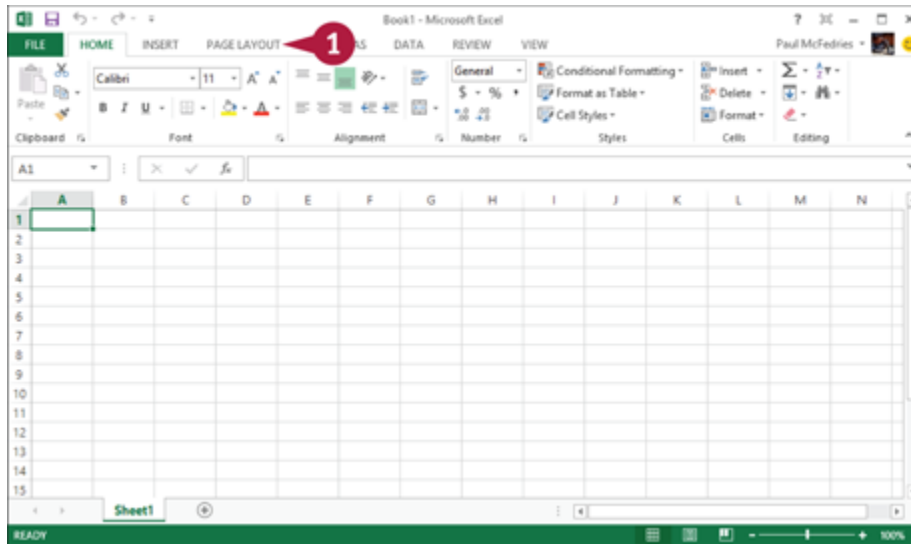 Book1 - Microsoft Excel
FILE HOME INSERT PAGE LAYOUT 1 AS DATA REVIEW VIEW Paul McFedries
Calibri 11 A A General Conditional Formatting Insert
Paste B I U A $ % , Format as Table Delete
Cell Styles Format
Clipboard Font Alignment Number Styles Cells Editing
A1 fx
A B C D E F G H I J K L M N
1
2
3
4
5
6
7
8
9
10
11
12
13
14
15
Sheet1
READY 100%